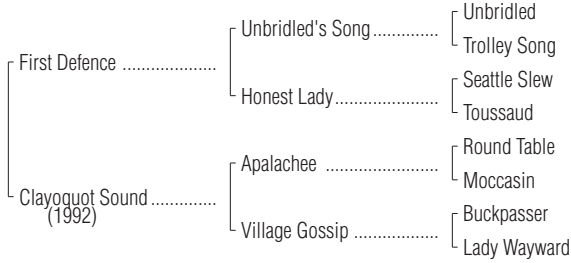 Unbridled
Unbridled's Song..............
Trolley Song
First Defence ....................
Seattle Slew
Honest Lady......................
Toussaud
Round Table
Apalachee ........................
Moccasin
Clayoquot Sound ..............
(1992)
Buckpasser
Village Gossip ..................
Lady Wayward